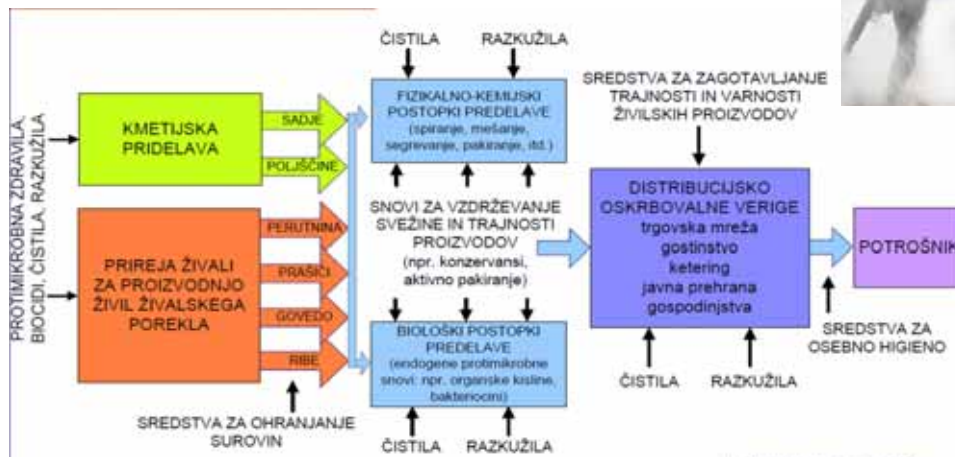 PROTIMIKROBNA ZDRAVILA,
BIOCIDI, ČISTILA, RAZKUŽILA
KMETIJSKA
PRIDELAVA
SADJE
POLJŠČINE
PRIREJA ŽIVALI
ZA PROIZVODNJO
ŽIVIL ŽIVALSKEGA
POREKLA
PERUTNINA
PRAŠIČI
GOVEDO
RIBE
SREDSTVA ZA OHRANJANJE
SUROVIN
ČISTILA
RAZKUŽILA
FIZIKALNO-KEMIJSKI
POSTOPKI PREDELAVE
(spiranje, mešanje,
segrevanje, pakiranje, itd.)
SNOVI ZA VZDRŽEVANJE
SVEŽINE IN TRAJNOSTI
PROIZVODOV
(npr. konzervansi,
aktivno pakiranje)
BIOLOŠKI POSTOPKI
PREDELAVE
(endogene protimikrobne
snovi: npr. organske kisline,
bakteriocini)
ČISTILA
RAZKUŽILA
SREDSTVA ZA ZAGOTAVLJANJE
TRAJNOSTI IN VARNOSTI
ŽIVILSKIH PROIZVODOV
DISTRIBUCIJSKO
OSKRBOVALNE VERIGE
trgovska mreža
gostinstvo
ketering
javna prehrana
gospodinjstva
ČISTILA
RAZKUŽILA
POTROŠNIK
SREDSTVA ZA
OSEBNO HIGIENO